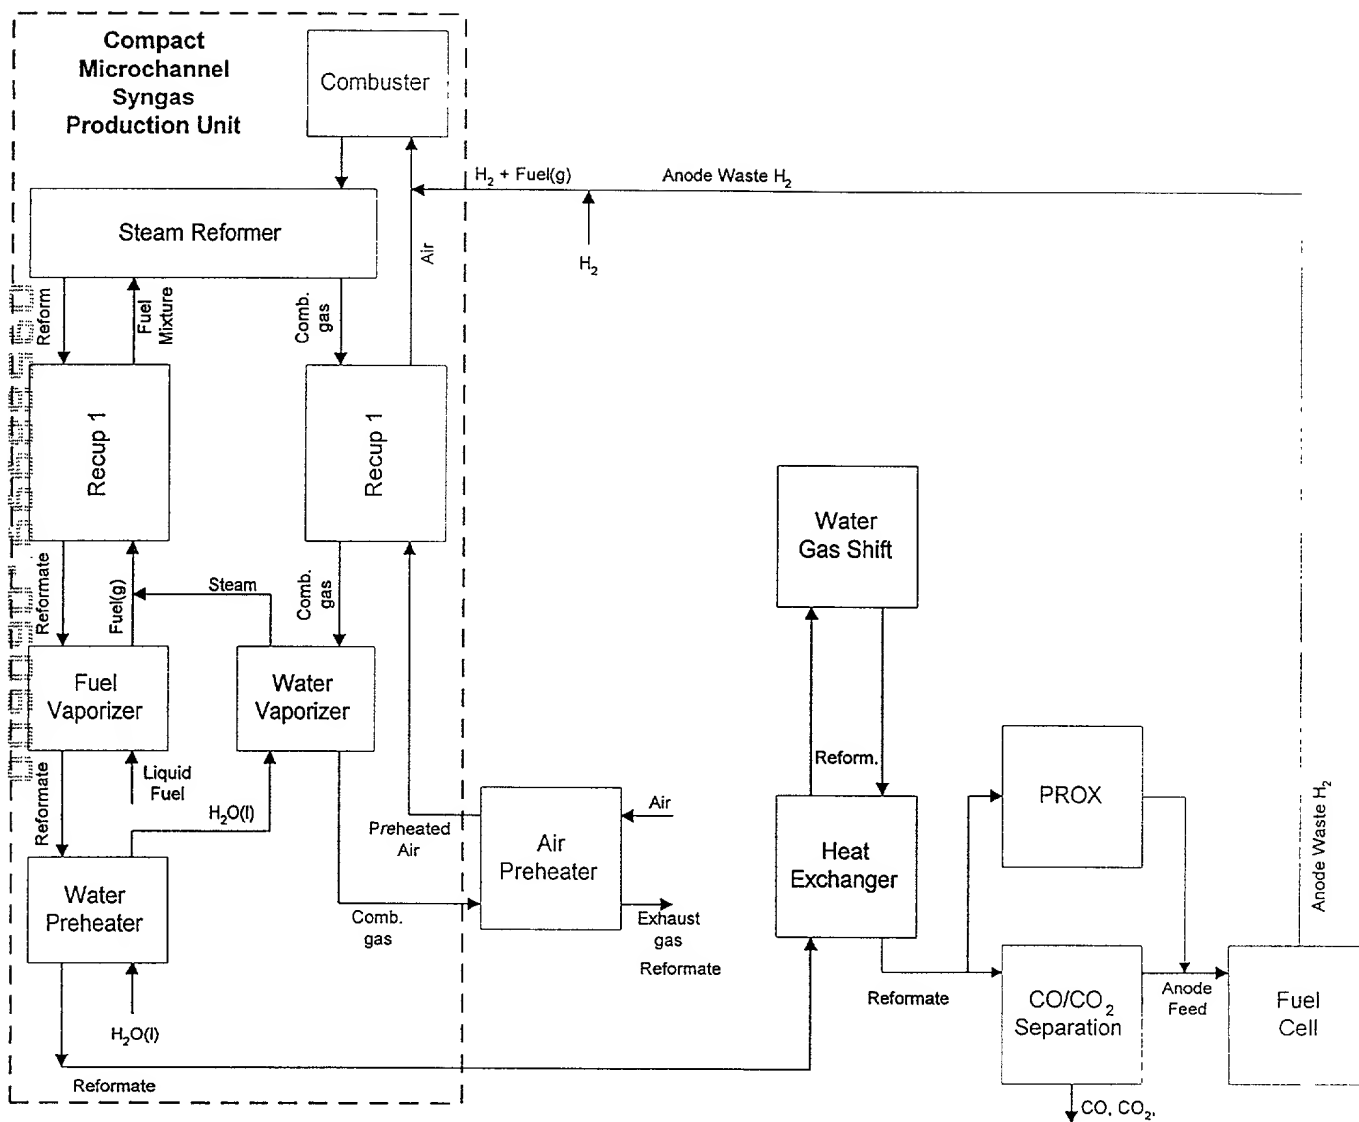 Compact
Microchannel
Syngas
Production Unit
Combuster
H2 + Fuel(g)
Anode Waste H2
H2
Steam Reformer
Air
Reform
Fuel
Mixture
Comb.
gas
Recup 1
Recup 1
Water
Gas Shift
Reformate
Fuel(g)
Steam
Comb.
gas
Fuel
Vaporizer
Water
Vaporizer
Reformate
Liquid
Fuel
H2O(l)
Preheated
Air
Air
Air
Preheater
Reform.
PROX
Heat
Exchanger
Anode Waste H2
Water
Preheater
Comb.
gas
Exhaust
gas
Reformate
Reformate
CO/CO2
Separation
Anode
Feed
Fuel
Cell
H2O(l)
Reformate
CO, CO2,